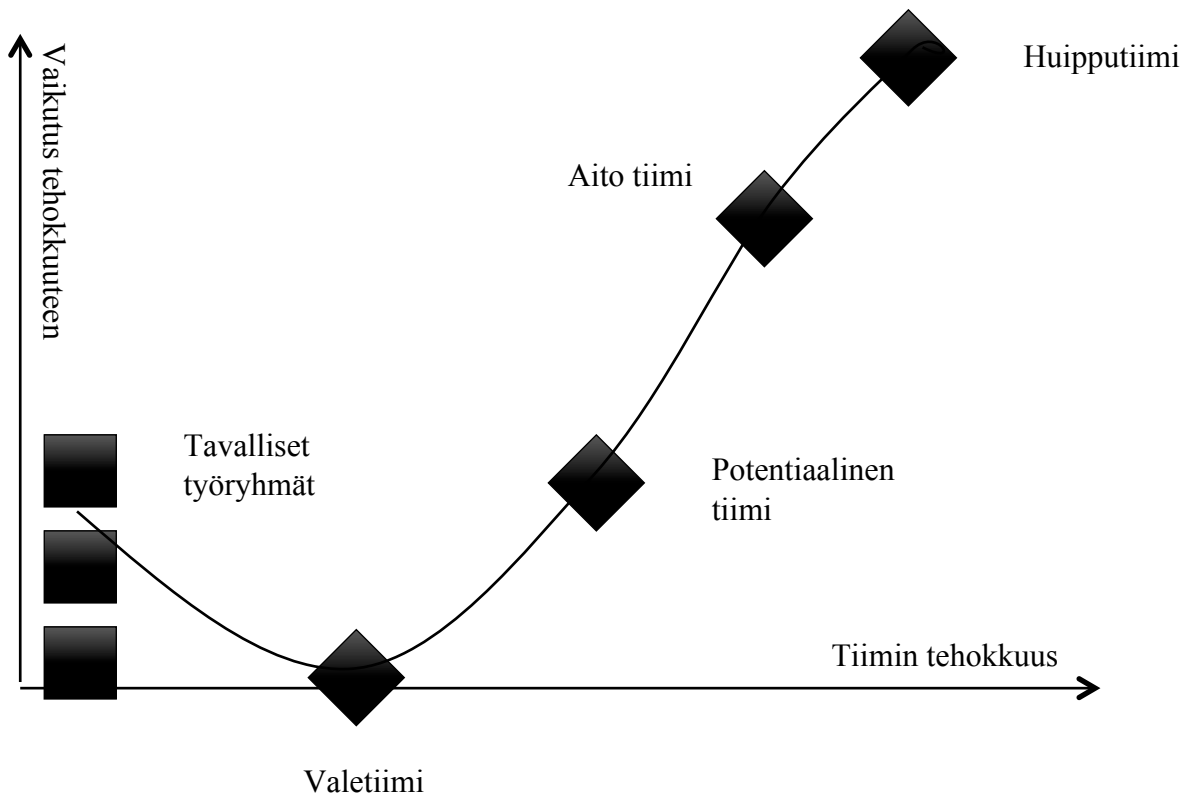 Vaikutus tehokkuuteen
Huipputiimi
Aito tiimi
Tavalliset
työryhmät
Potentiaalinen
tiimi
Tiimin tehokkuus
Valetiimi